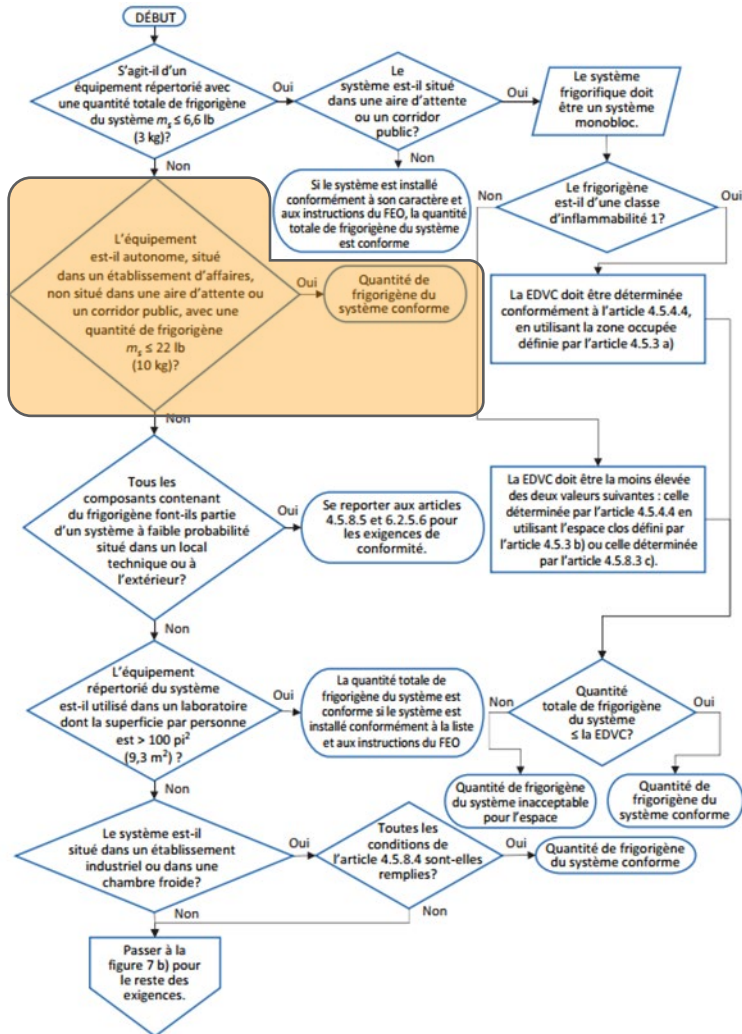 DÉBUT
S'agit-il d'un
équipement répertorié avec
une quantité totale de frigorigène
du système mₛ ≤ 6,6 lb
(3 kg)?
Oui
Le
système est-il situé
dans une aire d'attente
ou un corridor
public?
Oui
Le système
frigorifique doit
être un système
monobloc.
Non
Non
Si le système est installé
conformément à son caractère et
aux instructions du FEO, la quantité
totale de frigorigène du système
est conforme
Non
Le frigorigène
est-il d'une classe
d'inflammabilité 1?
Oui
L'équipement
est-il autonome, situé
dans un établissement d'affaires,
non situé dans une aire d'attente ou
un corridor public, avec une
quantité de frigorigène
mₛ ≤ 22 lb
(10 kg)?
Oui
Quantité de
frigorigène du
système conforme
La EDVC doit être déterminée
conformément à l'article 4.5.4.4,
en utilisant la zone occupée
définie par l'article 4.5.3 a)
Non
Tous les
composants contenant
du frigorigène font-ils partie
d'un système à faible probabilité
situé dans un local
technique ou à
l'extérieur?
Oui
Se reporter aux articles
4.5.8.5 et 6.2.5.6 pour
les exigences de
conformité.
La EDVC doit être la moins élevée
des deux valeurs suivantes : celle
déterminée par l'article 4.5.4.4 en
utilisant l'espace clos défini par
l'article 4.5.3 b) ou celle déterminée
par l'article 4.5.8.3 c).
Non
L'équipement
répertorié du système
est-il utilisé dans un laboratoire
dont la superficie par personne
est > 100 pi²
(9,3 m²) ?
Oui
La quantité totale de
frigorigène du système est
conforme si le système est
installé conformément à la liste
et aux instructions du FEO
Non
Quantité
totale de frigorigène
du système
≤ la EDVC?
Oui
Quantité de frigorigène
du système inacceptable
pour l'espace
Quantité de
frigorigène du
système conforme
Non
Le système est-il
situé dans un établissement
industriel ou dans une
chambre froide?
Oui
Toutes les
conditions de
l'article 4.5.8.4 sont-elles
remplies?
Oui
Quantité de frigorigène
du système conforme
Non
Non
Passer à la
figure 7 b) pour
le reste des
exigences.